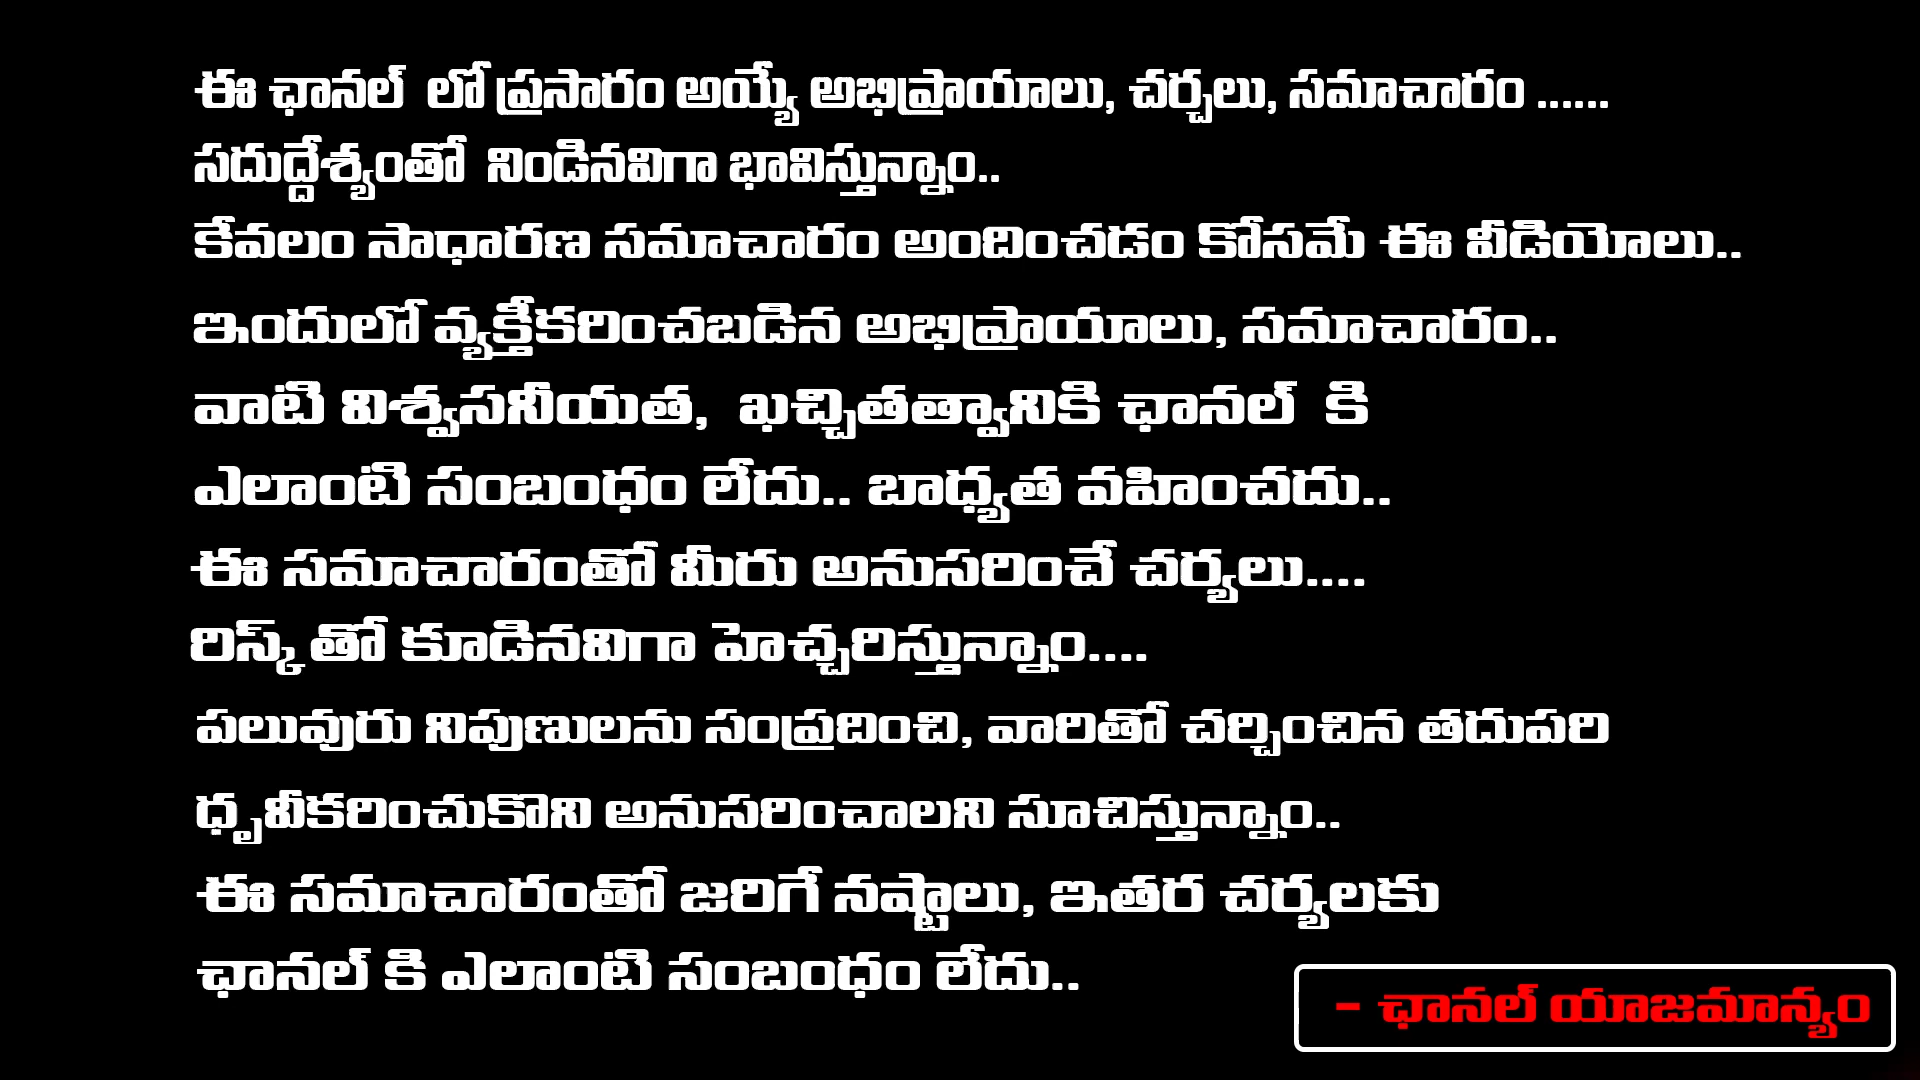 ఈ ఛానల్ లో ప్రసారం అయ్యే అభిప్రాయాలు, చర్చలు, సమాచారం ......
సదుద్దేశ్యంతో నిండినవిగా భావిస్తున్నాం..
కేవలం సాధారణ సమాచారం అందించడం కోసమే ఈ వీడియోలు..
ఇందులో వ్యక్తీకరించబడిన అభిప్రాయాలు, సమాచారం..
వాటి విశ్వసనీయత, ఖచ్చితత్వానికి ఛానల్ కి
ఎలాంటి సంబంధం లేదు.. బాధ్యత వహించదు..
ఈ సమాచారంతో మీరు అనుసరించే చర్యలు....
రిస్క్ తో కూడినవిగా హెచ్చరిస్తున్నాం....
పలువురు నిపుణులను సంప్రదించి, వారితో చర్చించిన తదుపరి
ధృవీకరించుకొని అనుసరించాలని సూచిస్తున్నాం..
ఈ సమాచారంతో జరిగే నష్టాలు, ఇతర చర్యలకు
ఛానల్ కి ఎలాంటి సంబంధం లేదు..
- ఛానల్ యాజమాన్యం